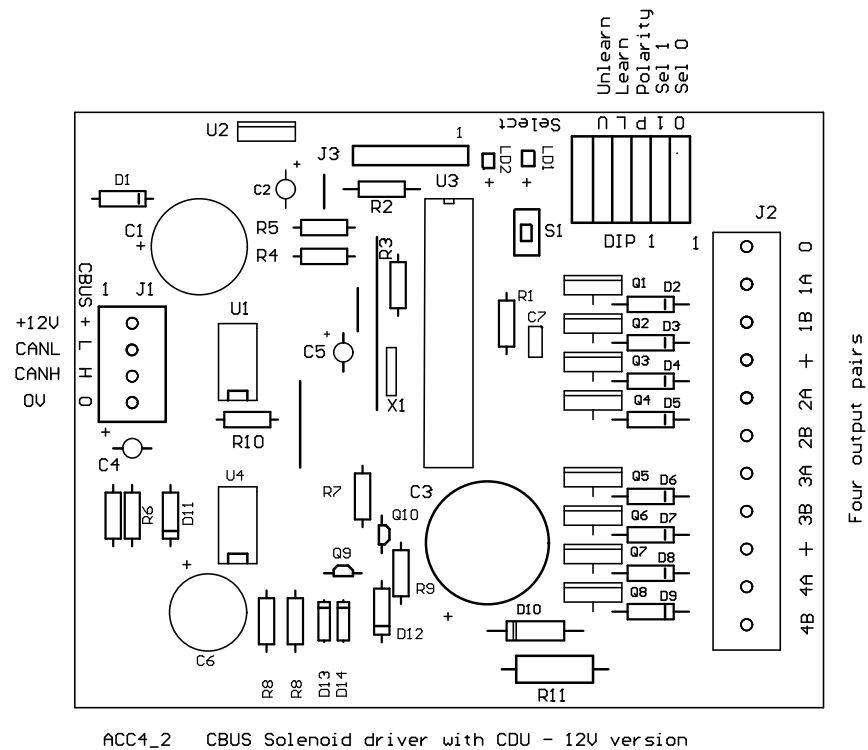 Unlearn
Learn
Polarity
Sel 1
Sel 0
Select
U L P 1 0
U2
J3
1
LD2
LD1
+ +
U3
D1
C2
+
R2
S1
J2
C1
+
R5
R4
R3
DIP 1
1
CBUS
1
J1
U1
+12V
CANL
CANH
0V
+
L
H
0
C5
+
X1
R1
C7
Q1
D2
Q2
D3
Q3
D4
Q4
D5
0
1A
1B
+
2A
2B
3A
3B
+
4A
4B
Four output pairs
R10
+
C4
U4
R6
D11
R7
C3
+
Q10
Q9
R9
Q5
D6
Q6
D7
Q7
D8
Q8
D9
+
C6
R8
R8
D13
D14
D12
D10
R11
ACC4_2 CBUS Solenoid driver with CDU - 12V version